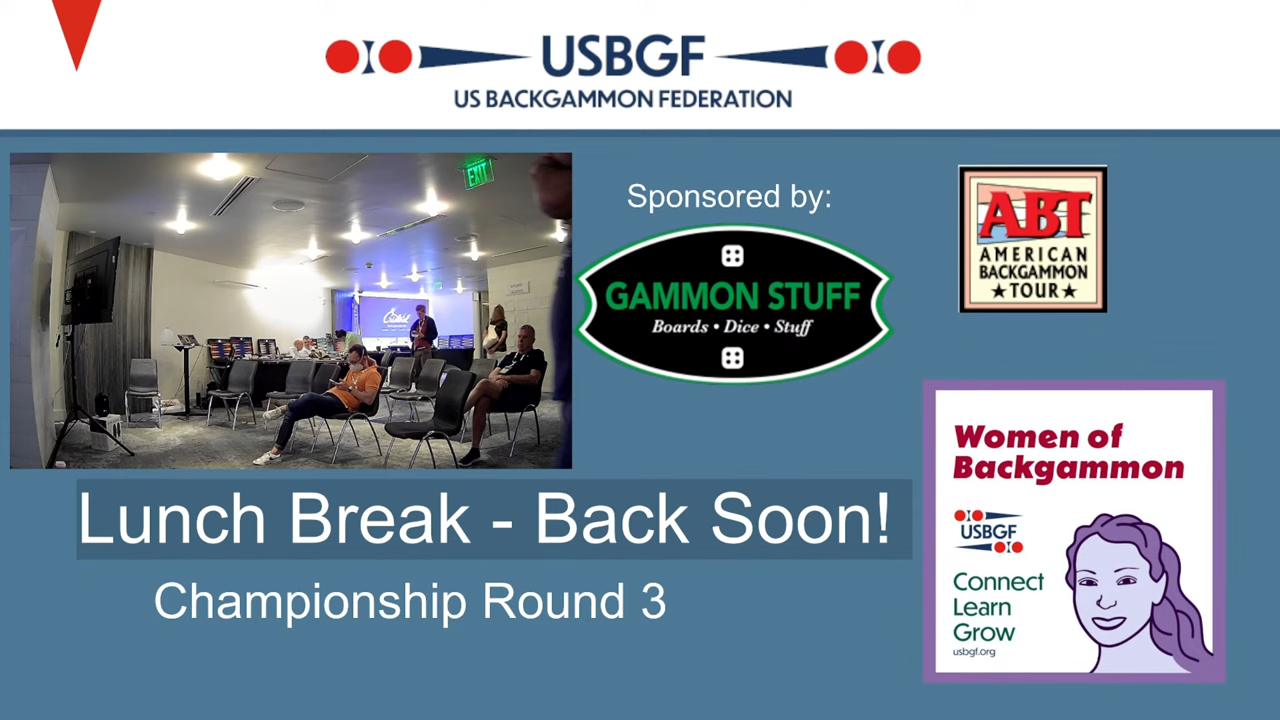 USBGF
US BACKGAMMON FEDERATION
EXIT
Sponsored by:
GAMMON STUFF
Boards • Dice • Stuff
ABT
AMERICAN
BACKGAMMON
★TOUR★
Lunch Break - Back Soon!
Championship Round 3
Women of
Backgammon
USBGF
Connect
Learn
Grow
usbgf.org